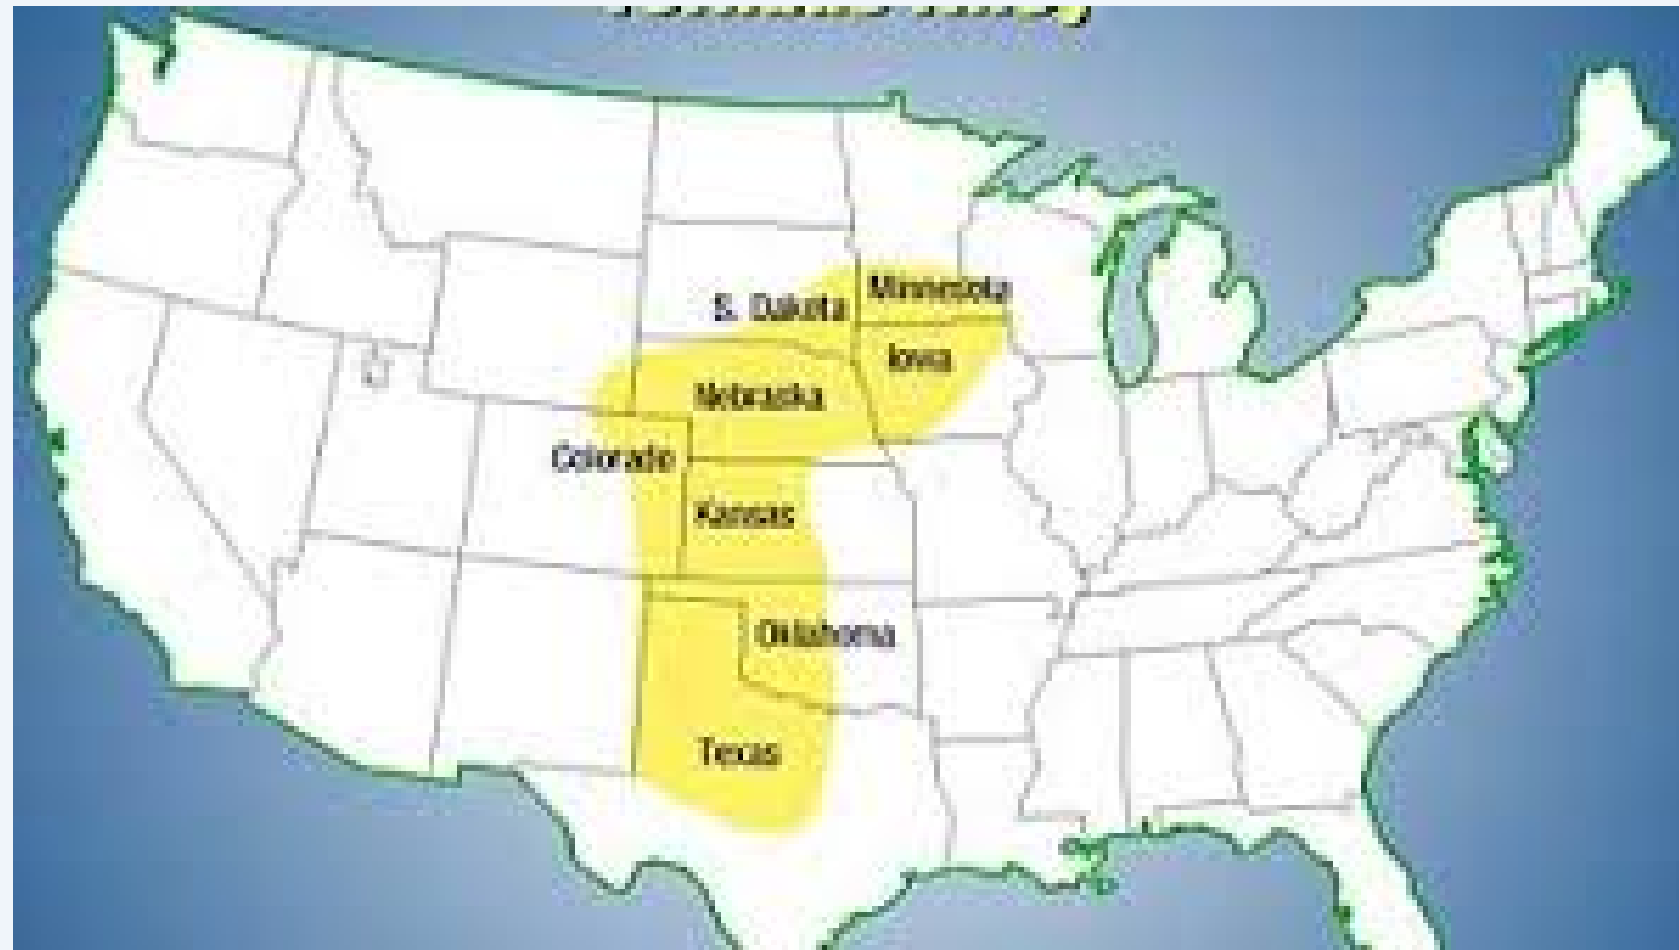 S. Dakota
Minnesota
Iowa
Nebraska
Colorado
Kansas
Oklahoma
Texas